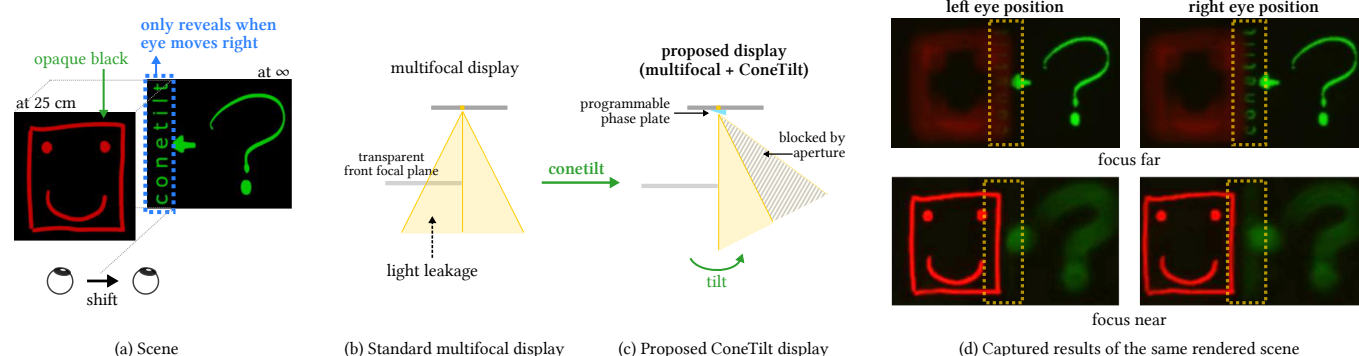 only reveals when
eye moves right
opaque black
at ∞
at 25 cm
conetilt
shift
(a) Scene
multifocal display
transparent
front focal plane
light leakage
(b) Standard multifocal display
conetilt
proposed display
(multifocal + ConeTilt)
programmable
phase plate
blocked by
aperture
tilt
(c) Proposed ConeTilt display
left eye position
right eye position
conetilt
conetilt
focus far
focus near
(d) Captured results of the same rendered scene